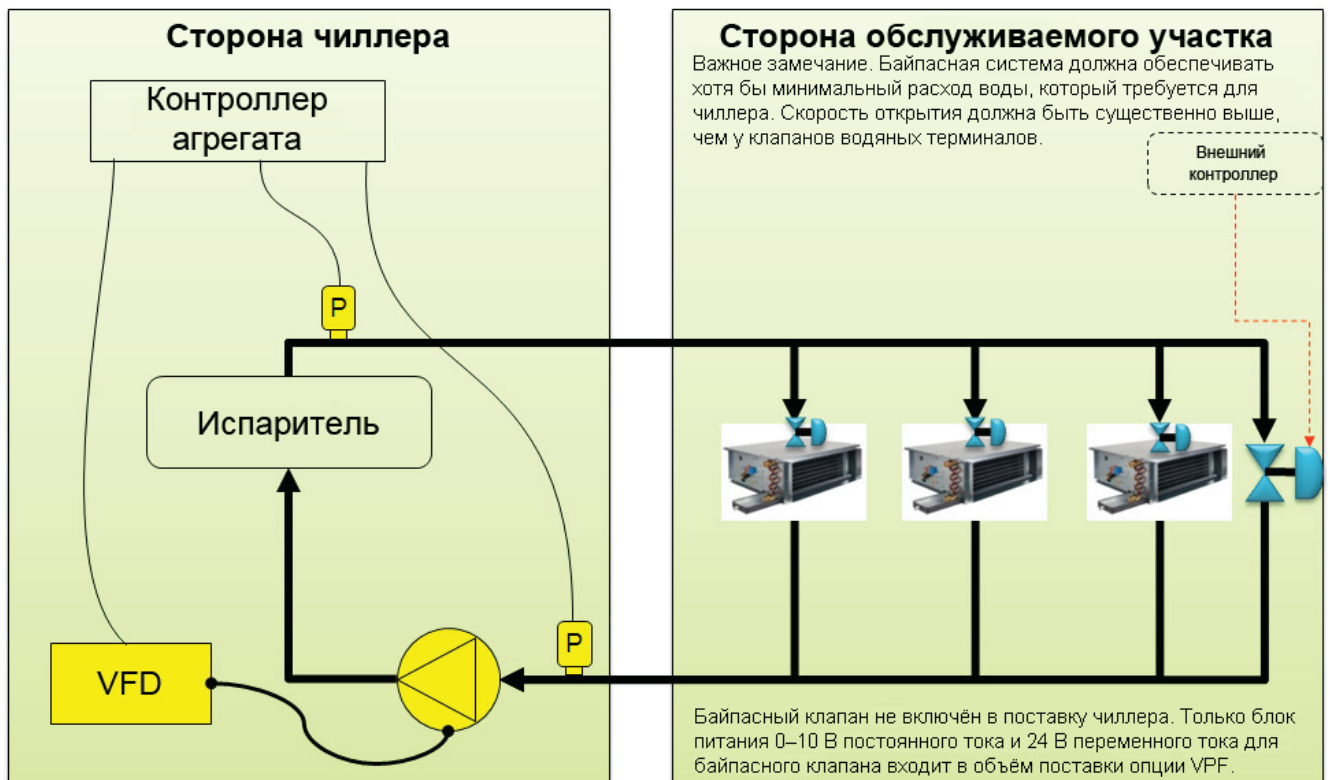 Сторона чиллера
Контроллер
агрегата
P
Испаритель
P
VFD
Сторона обслуживаемого участка
Важное замечание. Байпасная система должна обеспечивать
хотя бы минимальный расход воды, который требуется для
чиллера. Скорость открытия должна быть существенно выше,
чем у клапанов водяных терминалов.
Внешний
контроллер
Байпасный клапан не включён в поставку чиллера. Только блок
питания 0–10 В постоянного тока и 24 В переменного тока для
байпасного клапана входит в объём поставки опции VPF.